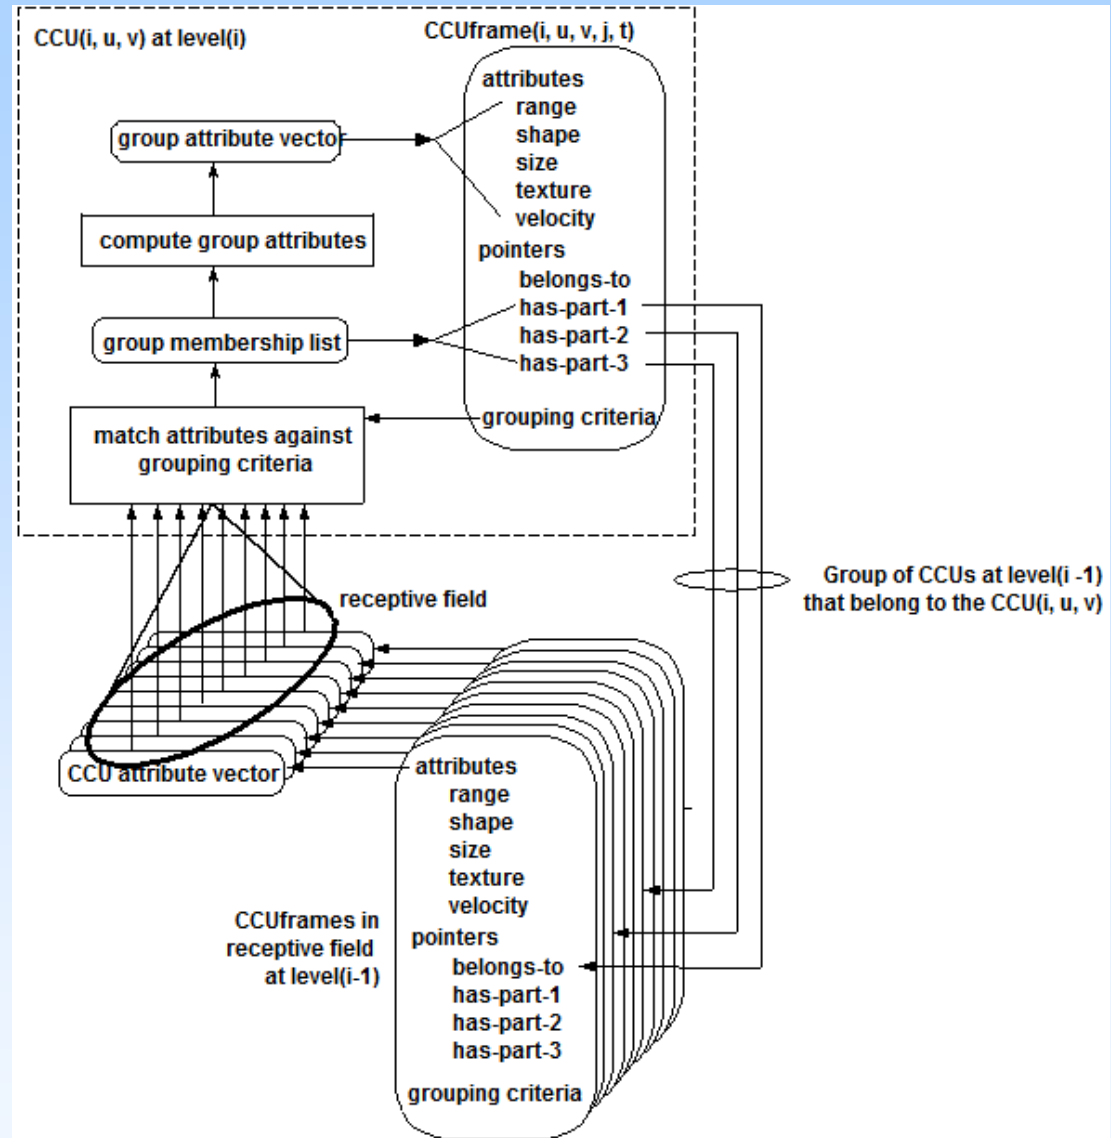 CCU(i, u, v) at level(i)
CCUframe(i, u, v, j, t)
attributes
range
shape
size
texture
velocity
pointers
belongs-to
has-part-1
has-part-2
has-part-3
grouping criteria
group attribute vector
compute group attributes
group membership list
match attributes against
grouping criteria
receptive field
Group of CCUs at level(i -1)
that belong to the CCU(i, u, v)
CCU attribute vector
attributes
range
shape
size
texture
velocity
pointers
belongs-to
has-part-1
has-part-2
has-part-3
grouping criteria
CCUframes in
receptive field
at level(i-1)